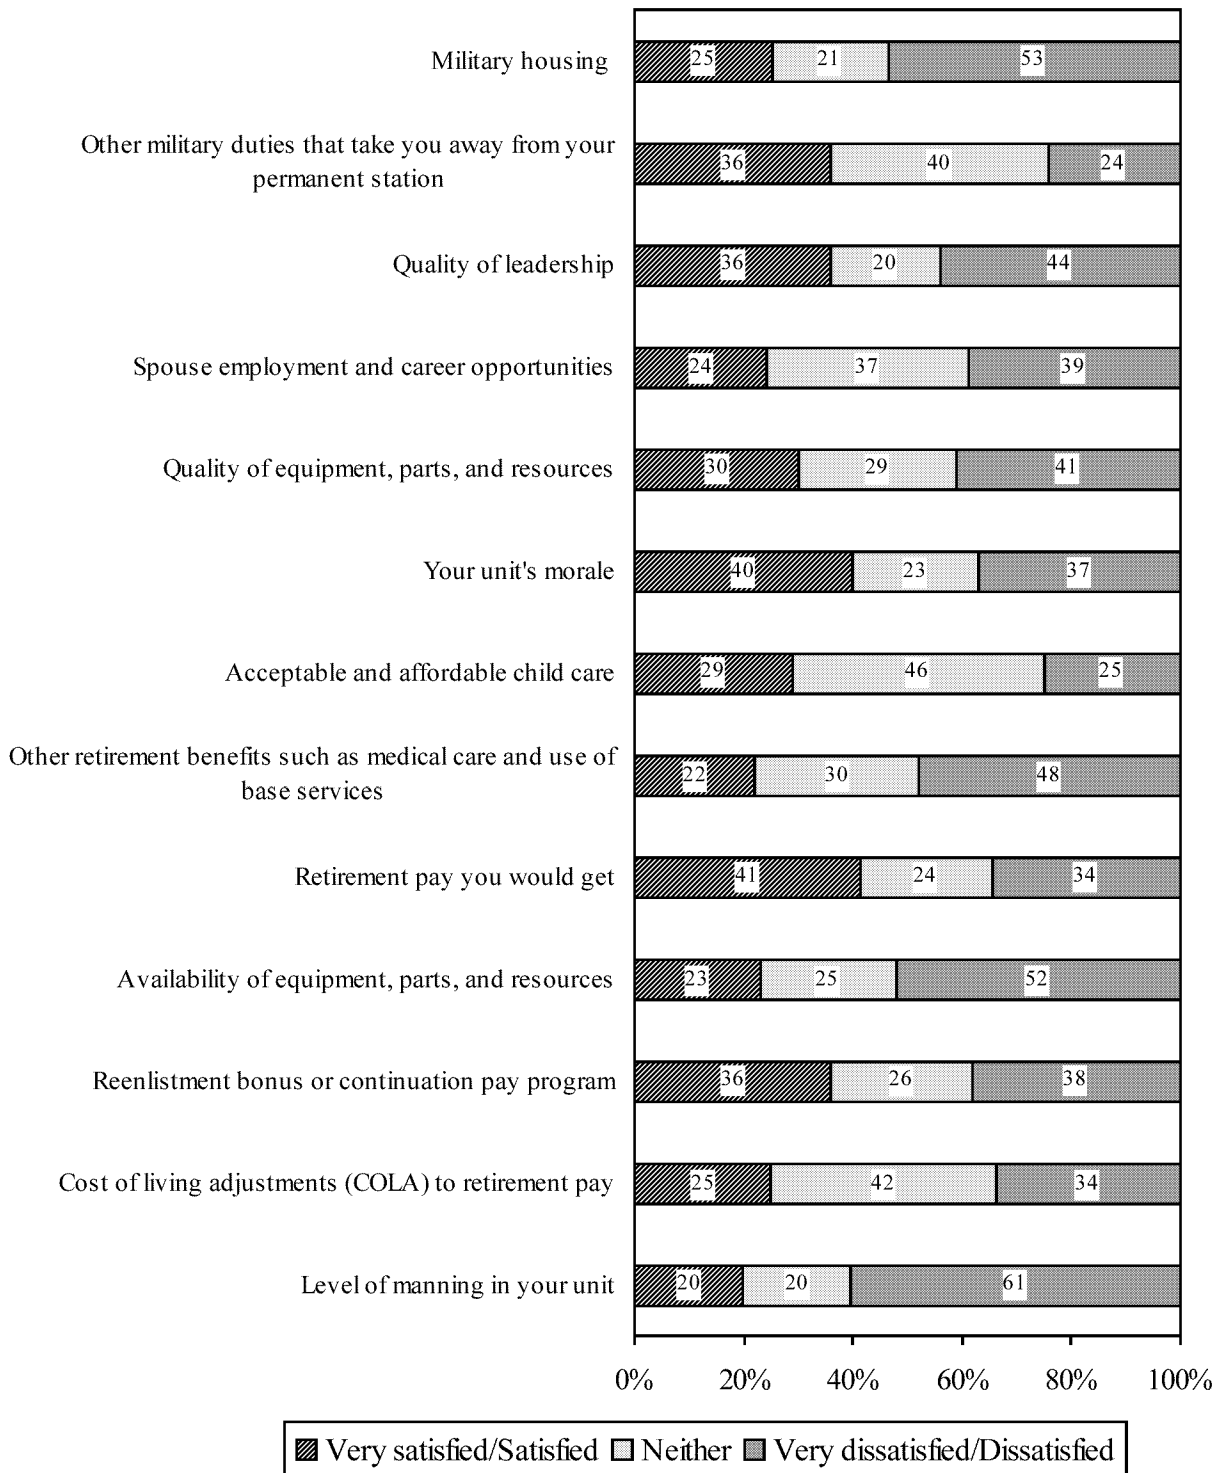 Military housing
25 21 53
Other military duties that take you away from your
permanent station
36 40 24
Quality of leadership
36 20 44
Spouse employment and career opportunities
24 37 39
Quality of equipment, parts, and resources
30 29 41
Your unit's morale
40 23 37
Acceptable and affordable child care
29 46 25
Other retirement benefits such as medical care and use of
base services
22 30 48
Retirement pay you would get
41 24 34
Availability of equipment, parts, and resources
23 25 52
Reenlistment bonus or continuation pay program
36 26 38
Cost of living adjustments (COLA) to retirement pay
25 42 34
Level of manning in your unit
20 20 61
0% 20% 40% 60% 80% 100%
Very satisfied/Satisfied Neither Very dissatisfied/Dissatisfied